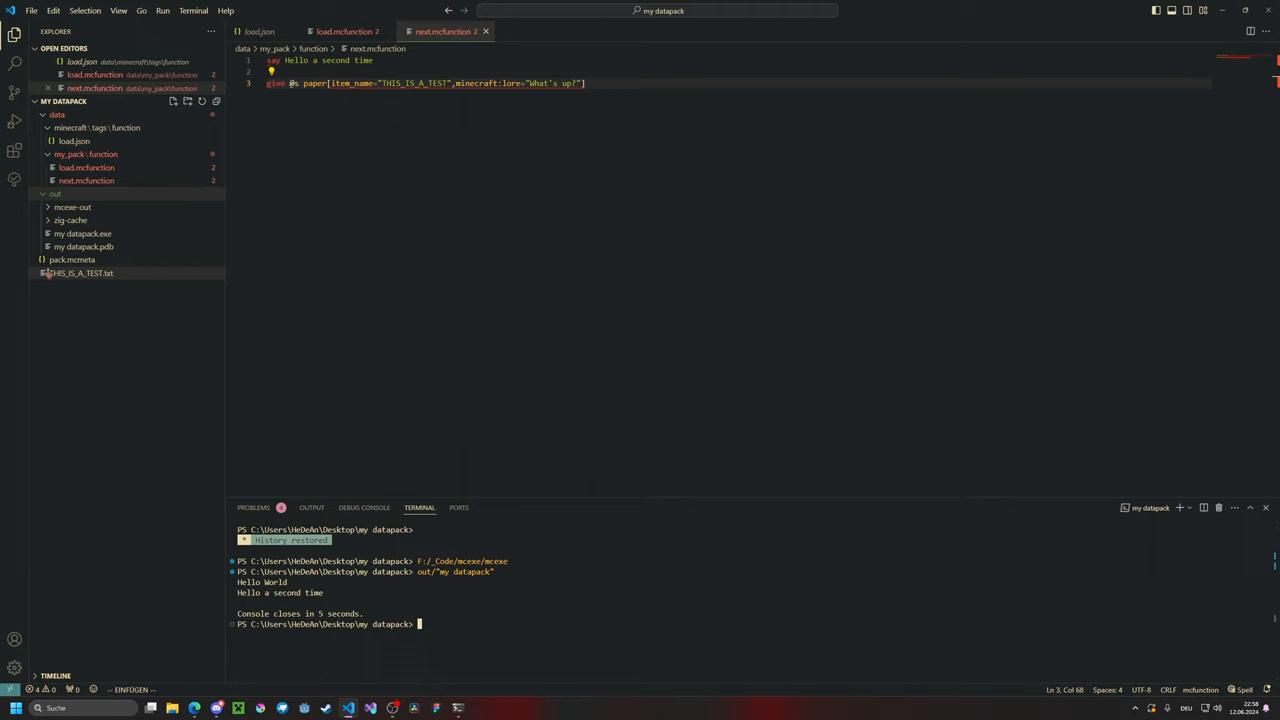 File Edit Selection View Go Run Terminal Help
my datapack
EXPLORER
OPEN EDITORS
load.json data\minecraft\tags\function
load.mcfunction data\my_pack\function 2
next.mcfunction data\my_pack\function 2
MY DATAPACK
data
minecraft\tags\function
load.json
my_pack\function
load.mcfunction 2
next.mcfunction 2
out
mcexe-out
zig-cache
my datapack.exe
my datapack.pdb
pack.mcmeta
THIS_IS_A_TEST.txt
TIMELINE
load.json load.mcfunction 2 next.mcfunction 2
data > my_pack > function > next.mcfunction
1 say Hello a second time
2
3 give @s paper[item_name="THIS_IS_A_TEST",minecraft:lore="What's up?"]
PROBLEMS 4 OUTPUT DEBUG CONSOLE TERMINAL PORTS
my datapack
PS C:\Users\HeDeAn\Desktop\my datapack>
* History restored
PS C:\Users\HeDeAn\Desktop\my datapack> F:/_Code/mcexe/mcexe
PS C:\Users\HeDeAn\Desktop\my datapack> out/"my datapack"
Hello World
Hello a second time
Console closes in 5 seconds.
PS C:\Users\HeDeAn\Desktop\my datapack>
4 0 0 -- EINFÜGEN --
Ln 3, Col 68 Spaces: 4 UTF-8 CRLF mcfunction Spell
Suche
DEU
22:58
12.06.2024